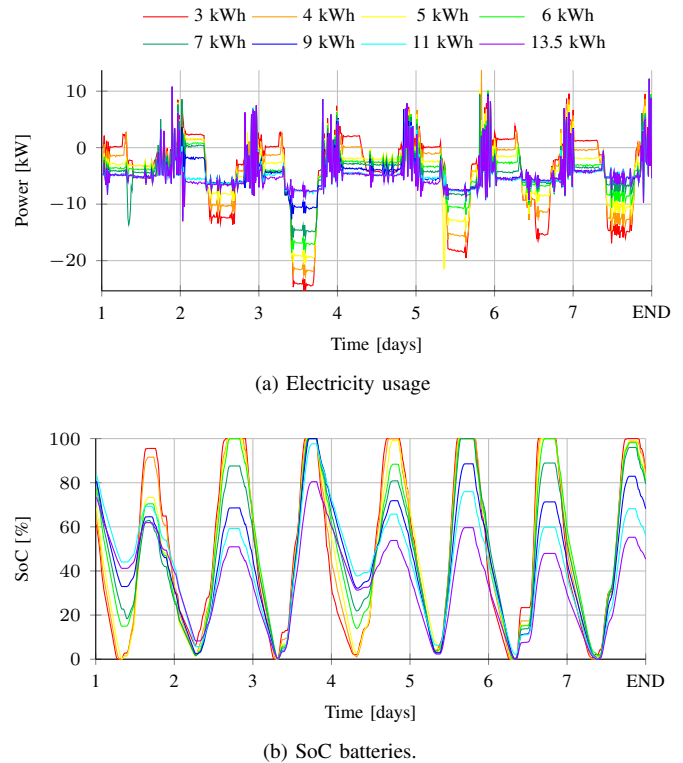 3 kWh 4 kWh 5 kWh 6 kWh
7 kWh 9 kWh 11 kWh 13.5 kWh
10
0
−10
−20
Power [kW]
1 2 3 4 5 6 7 END
Time [days]
(a) Electricity usage
100
80
60
40
20
0
SoC [%]
1 2 3 4 5 6 7 END
Time [days]
(b) SoC batteries.